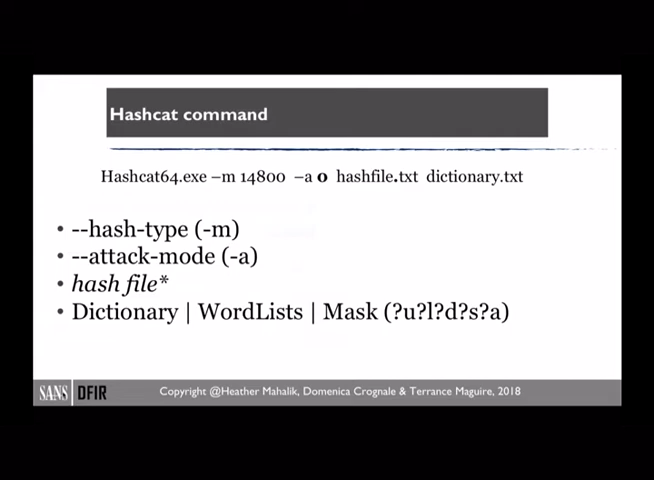 Hashcat command
Hashcat64.exe –m 14800 –a 0 hashfile.txt dictionary.txt
• --hash-type (-m)
• --attack-mode (-a)
• hash file*
• Dictionary | WordLists | Mask (?u?l?d?s?a)
SANS DFIR
Copyright @Heather Mahalik, Domenica Crognale & Terrance Maguire, 2018